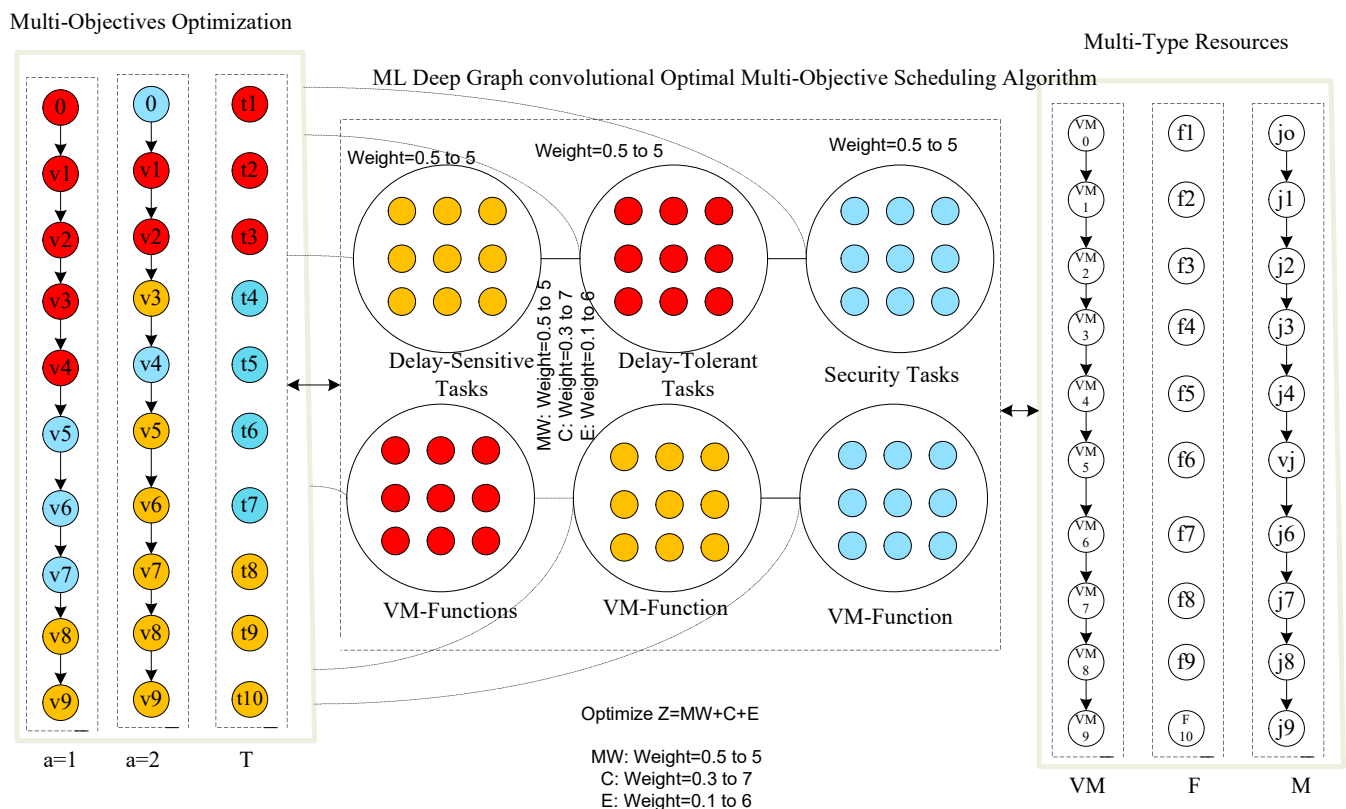 Multi-Objectives Optimization
Multi-Type Resources
ML Deep Graph convolutional Optimal Multi-Objective Scheduling Algorithm
0
v1
v2
v3
v4
v5
v6
v7
v8
v9
a=1
0
v1
v2
v3
v4
v5
v6
v7
v8
v9
a=2
t1
t2
t3
t4
t5
t6
t7
t8
t9
t10
T
Weight=0.5 to 5
Weight=0.5 to 5
Weight=0.5 to 5
Delay-Sensitive
Tasks
Delay-Tolerant
Tasks
Security Tasks
MW: Weight=0.5 to 5
C: Weight=0.3 to 7
E: Weight=0.1 to 6
VM-Functions
VM-Function
VM-Function
Optimize Z=MW+C+E
MW: Weight=0.5 to 5
C: Weight=0.3 to 7
E: Weight=0.1 to 6
VM
0
VM
1
VM
2
VM
3
VM
4
VM
5
VM
6
VM
7
VM
8
VM
9
VM
f1
f2
f3
f4
f5
f6
f7
f8
f9
F
10
F
jo
j1
j2
j3
j4
vj
j6
j7
j8
j9
M